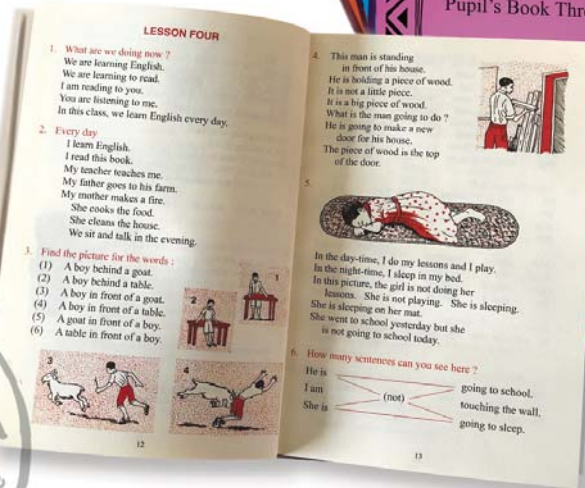 Pupil's Book Thr
LESSON FOUR
1. What are we doing now ?
We are learning English.
We are learning to read.
I am reading to you.
You are listening to me.
In this class, we learn English every day.
2. Every day
I learn English.
I read this book.
My teacher teaches me.
My father goes to his farm.
My mother makes a fire.
She cooks the food.
She cleans the house.
We sit and talk in the evening.
3. Find the picture for the words :
(1) A boy behind a goat.
(2) A boy behind a table.
(3) A boy in front of a goat.
(4) A boy in front of a table.
(5) A goat in front of a boy.
(6) A table in front of a boy.
1
2
3
4
12
4. This man is standing
in front of his house.
He is holding a piece of wood.
It is not a little piece.
It is a big piece of wood.
What is the man going to do ?
He is going to make a new
door for his house.
The piece of wood is the top
of the door.
5.
In the day-time, I do my lessons and I play.
In the night-time, I sleep in my bed.
In this picture, the girl is not doing her
lessons. She is not playing. She is sleeping.
She is sleeping on her mat.
She went to school yesterday but she
is not going to school today.
6. How many sentences can you see here ?
He is
I am
She is
(not)
going to school.
touching the wall.
going to sleep.
13